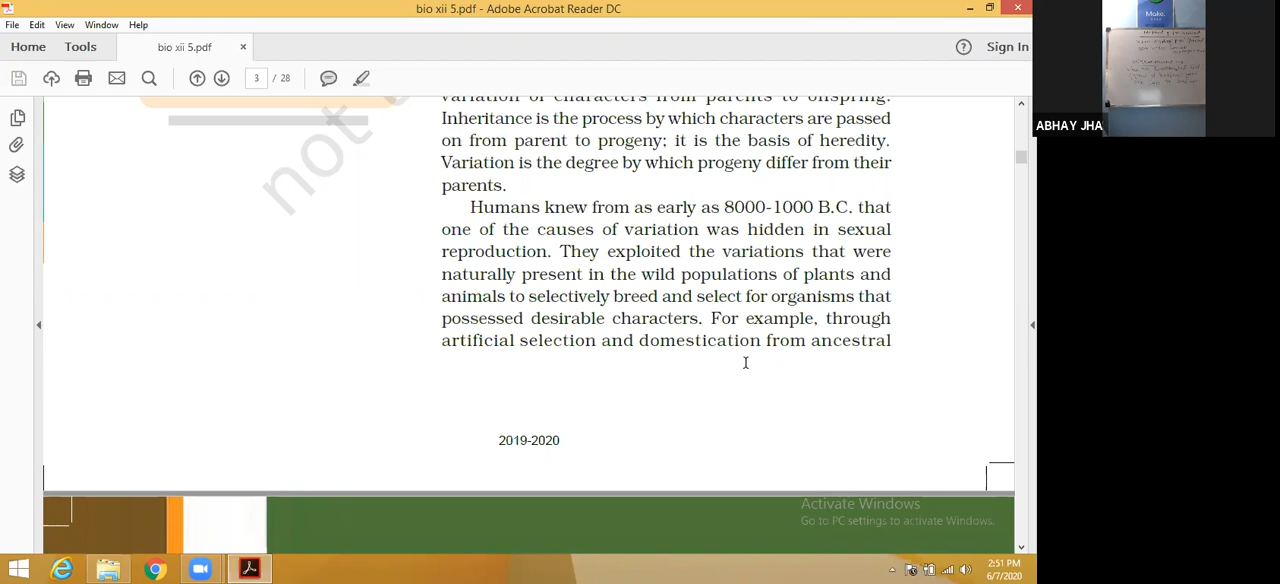 bio xii 5.pdf - Adobe Acrobat Reader DC
File Edit View Window Help
Home Tools bio xii 5.pdf × Sign In
3 / 28
variation of characters from parents to offspring.
Inheritance is the process by which characters are passed
on from parent to progeny; it is the basis of heredity.
Variation is the degree by which progeny differ from their
parents.
Humans knew from as early as 8000-1000 B.C. that
one of the causes of variation was hidden in sexual
reproduction. They exploited the variations that were
naturally present in the wild populations of plants and
animals to selectively breed and select for organisms that
possessed desirable characters. For example, through
artificial selection and domestication from ancestral
not
2019-2020
Activate Windows
Go to PC settings to activate Windows.
2:51 PM
6/7/2020
Make.
ABHAY JHA